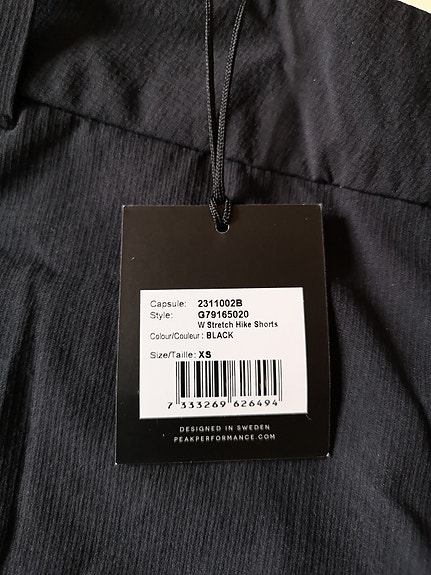 Capsule: 2311002B
Style: G79165020
W Stretch Hike Shorts
Colour/Couleur : BLACK
Size/Taille: XS
7 333269 626494
DESIGNED IN SWEDEN
PEAKPERFORMANCE.COM